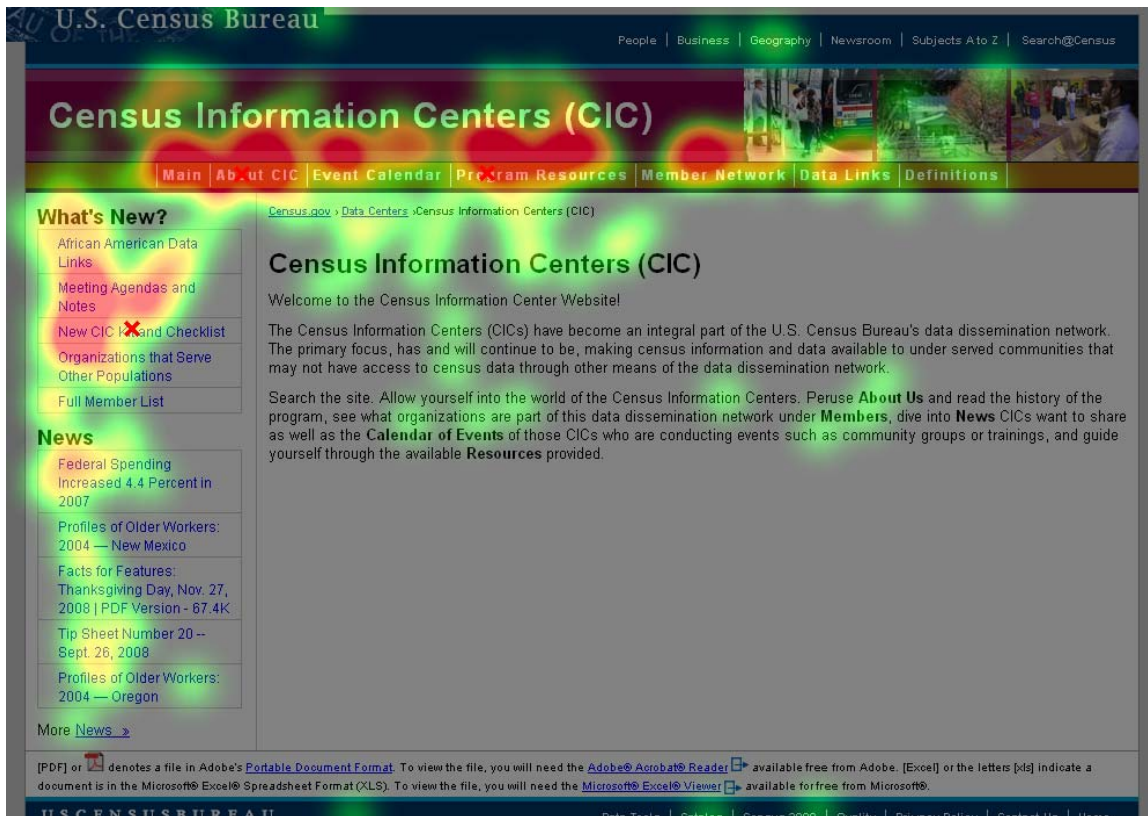 U.S. Census Bureau
People | Business | Geography | Newsroom | Subjects A to Z | Search@Census
Census Information Centers (CIC)
Main | About CIC | Event Calendar | Program Resources | Member Network | Data Links | Definitions
What's New?
African American Data
Links
Meeting Agendas and
Notes
New CIC Kit and Checklist
Organizations that Serve
Other Populations
Full Member List
News
Federal Spending
Increased 4.4 Percent in
2007
Profiles of Older Workers:
2004 — New Mexico
Facts for Features:
Thanksgiving Day, Nov. 27,
2008 | PDF Version - 67.4K
Tip Sheet Number 20 --
Sept. 26, 2008
Profiles of Older Workers:
2004 — Oregon
More News »
Census.gov › Data Centers ›Census Information Centers (CIC)
Census Information Centers (CIC)
Welcome to the Census Information Center Website!
The Census Information Centers (CICs) have become an integral part of the U.S. Census Bureau's data dissemination network.
The primary focus, has and will continue to be, making census information and data available to under served communities that
may not have access to census data through other means of the data dissemination network.
Search the site. Allow yourself into the world of the Census Information Centers. Peruse About Us and read the history of the
program, see what organizations are part of this data dissemination network under Members, dive into News CICs want to share
as well as the Calendar of Events of those CICs who are conducting events such as community groups or trainings, and guide
yourself through the available Resources provided.
[PDF] or denotes a file in Adobe's Portable Document Format. To view the file, you will need the Adobe® Acrobat® Reader available free from Adobe. [Excel] or the letters [xls] indicate a
document is in the Microsoft® Excel® Spreadsheet Format (XLS). To view the file, you will need the Microsoft® Excel® Viewer available for free from Microsoft®.
USCENSUSBUREAU
Data Tools | Catalog | Census 2000 | Quality | Privacy Policy | Contact Us | Home